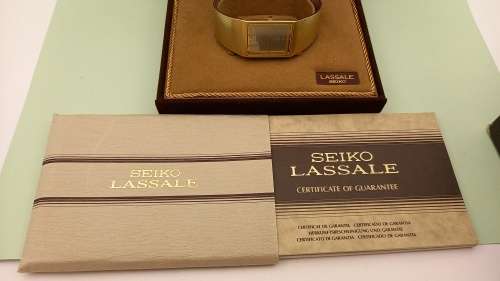 LASSALE
SEIKO
SEIKO
LASSALE
SEIKO
LASSALE
CERTIFICATE OF GUARANTEE
CERTIFICAT DE GARANTIE · CERTIFICADO DE GARANTIA
CERTIFICATO DI GARANZIA · CERTIFICADO DE GARANTIA